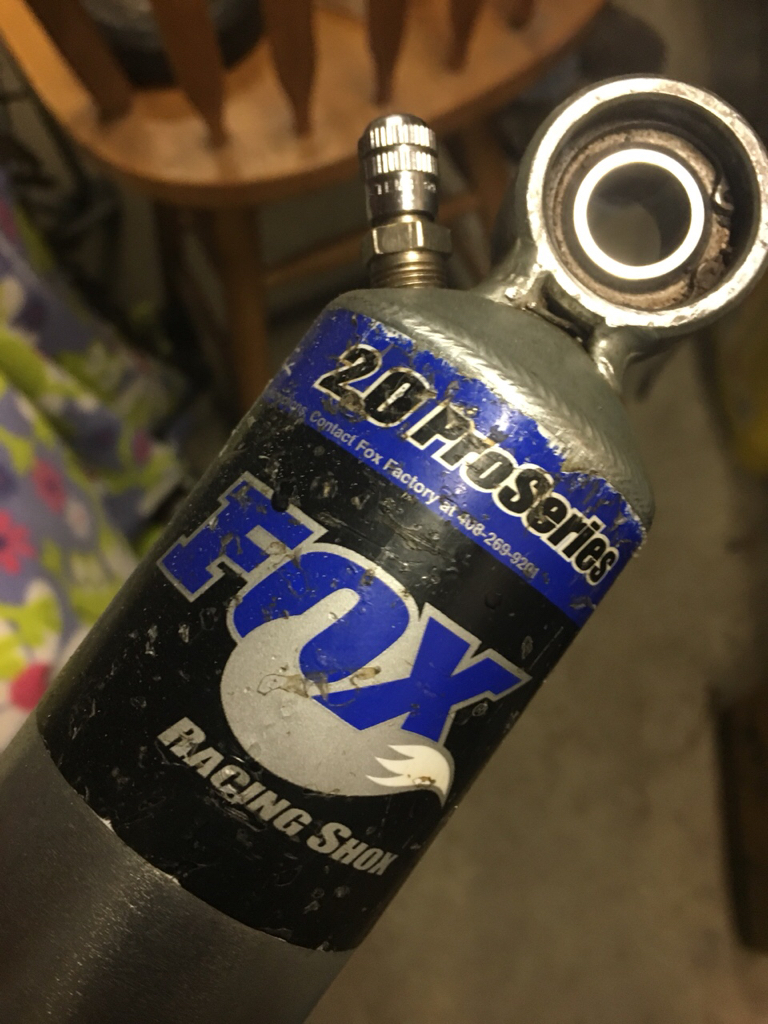 2.0 ProSeries
Contact Fox Factory at 408-269-9201
FOX
RACING SHOX